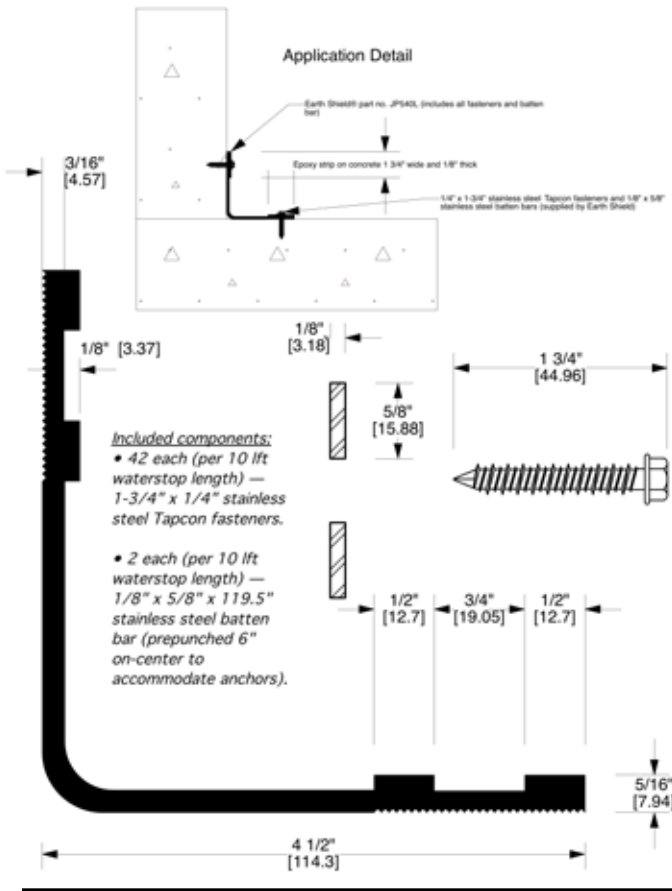 Application Detail
Earth Shield® part no. JP540L (includes all fasteners and batten
bar)
3/16"
[4.57]
Epoxy strip on concrete 1 3/4" wide and 1/8" thick
1/4" x 1-3/4" stainless steel Tapcon fasteners and 1/8" x 5/8"
stainless steel batten bars (supplied by Earth Shield)
1/8" [3.37]
1/8"
[3.18]
5/8"
[15.88]
1 3/4"
[44.96]
Included components:
• 42 each (per 10 lft
waterstop length) —
1-3/4" x 1/4" stainless
steel Tapcon fasteners.
• 2 each (per 10 lft
waterstop length) —
1/8" x 5/8" x 119.5"
stainless steel batten
bar (prepunched 6"
on-center to
accommodate anchors).
1/2"
[12.7]
3/4"
[19.05]
1/2"
[12.7]
5/16"
[7.94]
4 1/2"
[114.3]